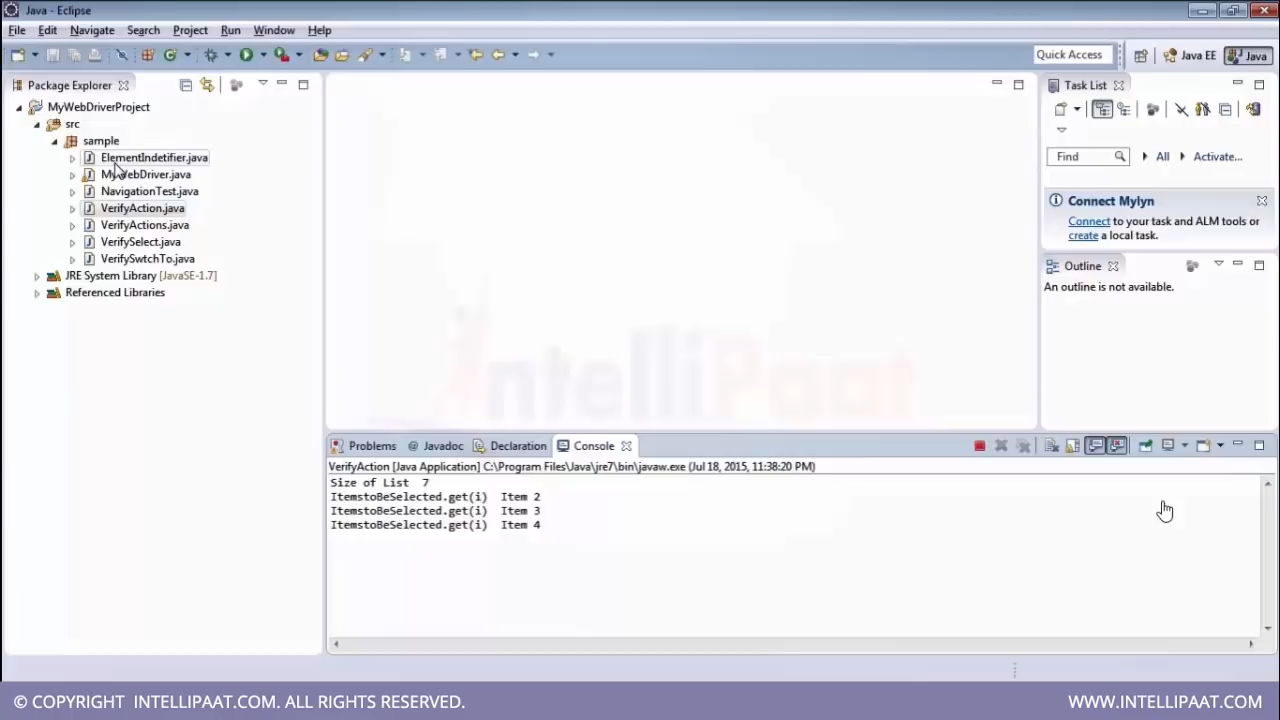 Java - Eclipse
File Edit Navigate Search Project Run Window Help
Quick Access
Java EE
Java
Package Explorer
MyWebDriverProject
src
sample
ElementIndetifier.java
MyWebDriver.java
NavigationTest.java
VerifyAction.java
VerifyActions.java
VerifySelect.java
VerifySwtchTo.java
JRE System Library [JavaSE-1.7]
Referenced Libraries
IntelliPaat
Task List
Find All Activate...
Connect Mylyn
Connect to your task and ALM tools or
create a local task.
Outline
An outline is not available.
Problems @ Javadoc Declaration Console
VerifyAction [Java Application] C:\Program Files\Java\jre7\bin\javaw.exe (Jul 18, 2015, 11:38:20 PM)
Size of List 7
ItemstoBeSelected.get(i) Item 2
ItemstoBeSelected.get(i) Item 3
ItemstoBeSelected.get(i) Item 4
© COPYRIGHT INTELLIPAAT.COM. ALL RIGHTS RESERVED.
WWW.INTELLIPAAT.COM